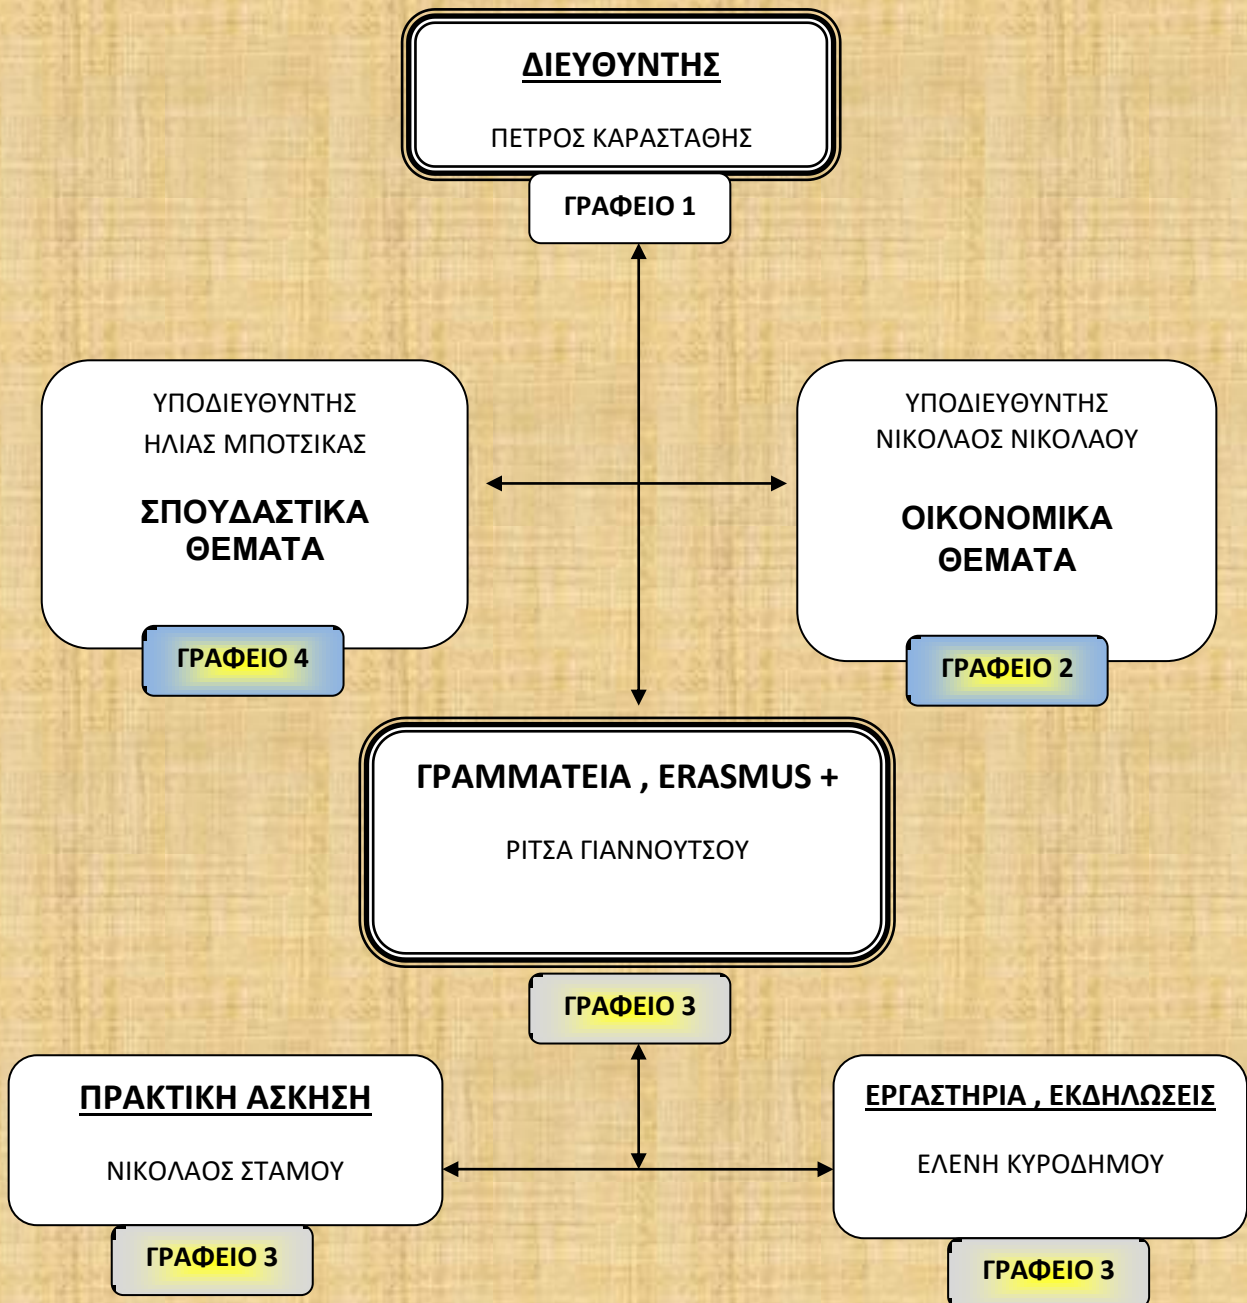 ΔΙΕΥΘΥΝΤΗΣ
ΠΕΤΡΟΣ ΚΑΡΑΣΤΑΘΗΣ
ΓΡΑΦΕΙΟ 1
ΥΠΟΔΙΕΥΘΥΝΤΗΣ
ΗΛΙΑΣ ΜΠΟΤΣΙΚΑΣ
ΣΠΟΥΔΑΣΤΙΚΑ
ΘΕΜΑΤΑ
ΓΡΑΦΕΙΟ 4
ΥΠΟΔΙΕΥΘΥΝΤΗΣ
ΝΙΚΟΛΑΟΣ ΝΙΚΟΛΑΟΥ
ΟΙΚΟΝΟΜΙΚΑ
ΘΕΜΑΤΑ
ΓΡΑΦΕΙΟ 2
ΓΡΑΜΜΑΤΕΙΑ , ERASMUS +
ΡΙΤΣΑ ΓΙΑΝΝΟΥΤΣΟΥ
ΓΡΑΦΕΙΟ 3
ΠΡΑΚΤΙΚΗ ΑΣΚΗΣΗ
ΝΙΚΟΛΑΟΣ ΣΤΑΜΟΥ
ΓΡΑΦΕΙΟ 3
ΕΡΓΑΣΤΗΡΙΑ , ΕΚΔΗΛΩΣΕΙΣ
ΕΛΕΝΗ ΚΥΡΟΔΗΜΟΥ
ΓΡΑΦΕΙΟ 3